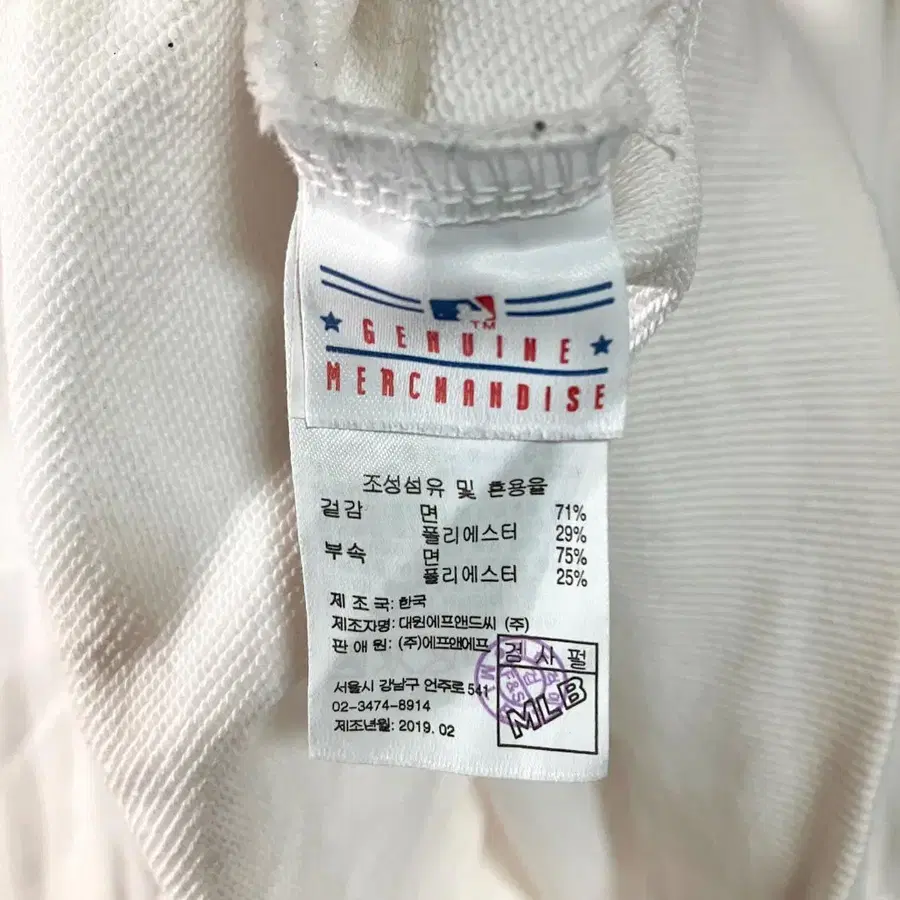 TM
GENUINE
MERCHANDISE
조성섬유 및 혼용율
겉감 면 71%
폴리에스터 29%
부속 면 75%
폴리에스터 25%
제 조 국: 한국
제조자명: 대원에프앤드씨 (주)
판 애 원: (주)에프앤에프
검 사 필
MLB
서울시 강남구 언주로 541
02-3474-8914
제조년월: 2019. 02